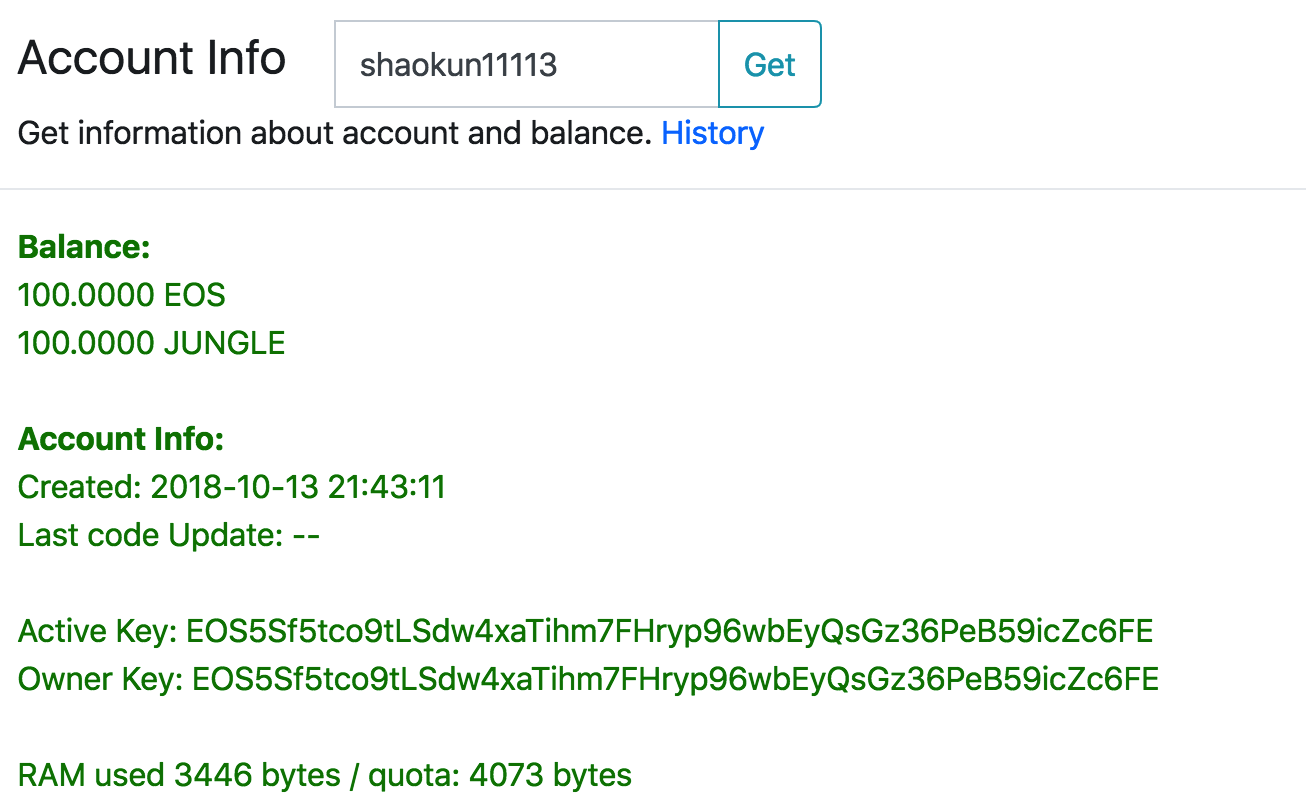 Account Info
shaokun11113
Get
Get information about account and balance. History
Balance:
100.0000 EOS
100.0000 JUNGLE
Account Info:
Created: 2018-10-13 21:43:11
Last code Update: --
Active Key: EOS5Sf5tco9tLSdw4xaTihm7FHryp96wbEyQsGz36PeB59icZc6FE
Owner Key: EOS5Sf5tco9tLSdw4xaTihm7FHryp96wbEyQsGz36PeB59icZc6FE
RAM used 3446 bytes / quota: 4073 bytes